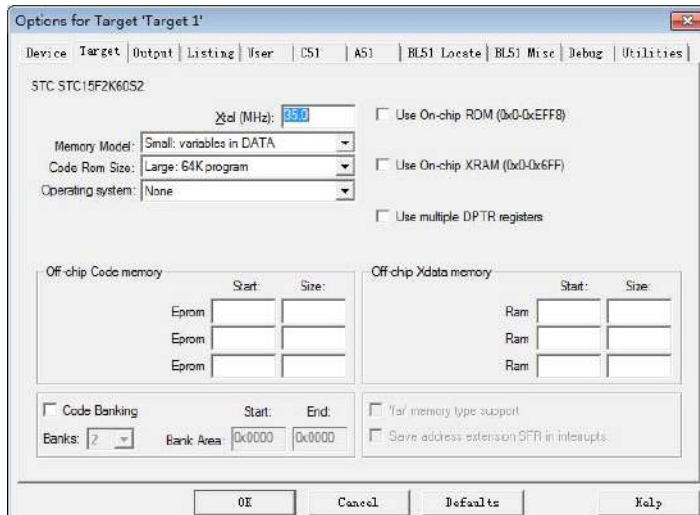 Options for Target 'Target 1'
Device Target Output Listing User C51 A51 BL51 Locate BL51 Misc Debug Utilities
STC STC15F2K60S2
Xtal (MHz): 35.0
Use On-chip ROM (0x0-0xEFF8)
Memory Model: Small: variables in DATA
Code Rom Size: Large: 64K program
Use On-chip XRAM (0x0-0x6FF)
Operating system: None
Use multiple DPTR registers
Off-chip Code memory
Start: Size:
Eprom
Eprom
Eprom
Off-chip Xdata memory
Start: Size:
Ram
Ram
Ram
Code Banking Start: End:
Banks: 2 Bank Area: 0x0000 0x0000
'far' memory type support
Save address extension SFR in interrupts
OK Cancel Defaults Help